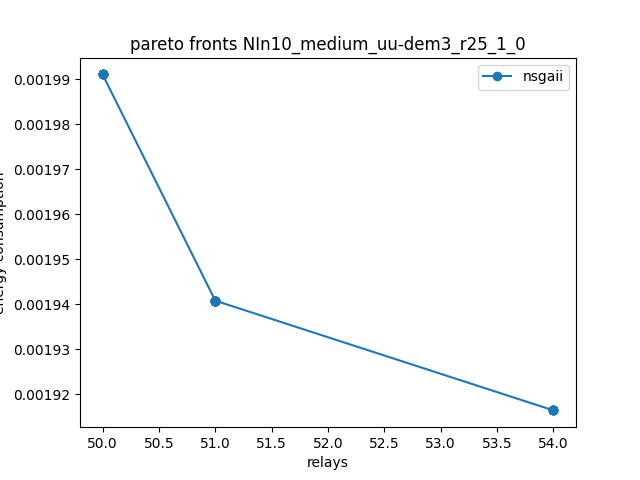 pareto fronts NIn10_medium_uu-dem3_r25_1_0
nsgaii
0.00199
0.00198
0.00197
0.00196
0.00195
0.00194
0.00193
0.00192
energy consumption
50.0 50.5 51.0 51.5 52.0 52.5 53.0 53.5 54.0
relays